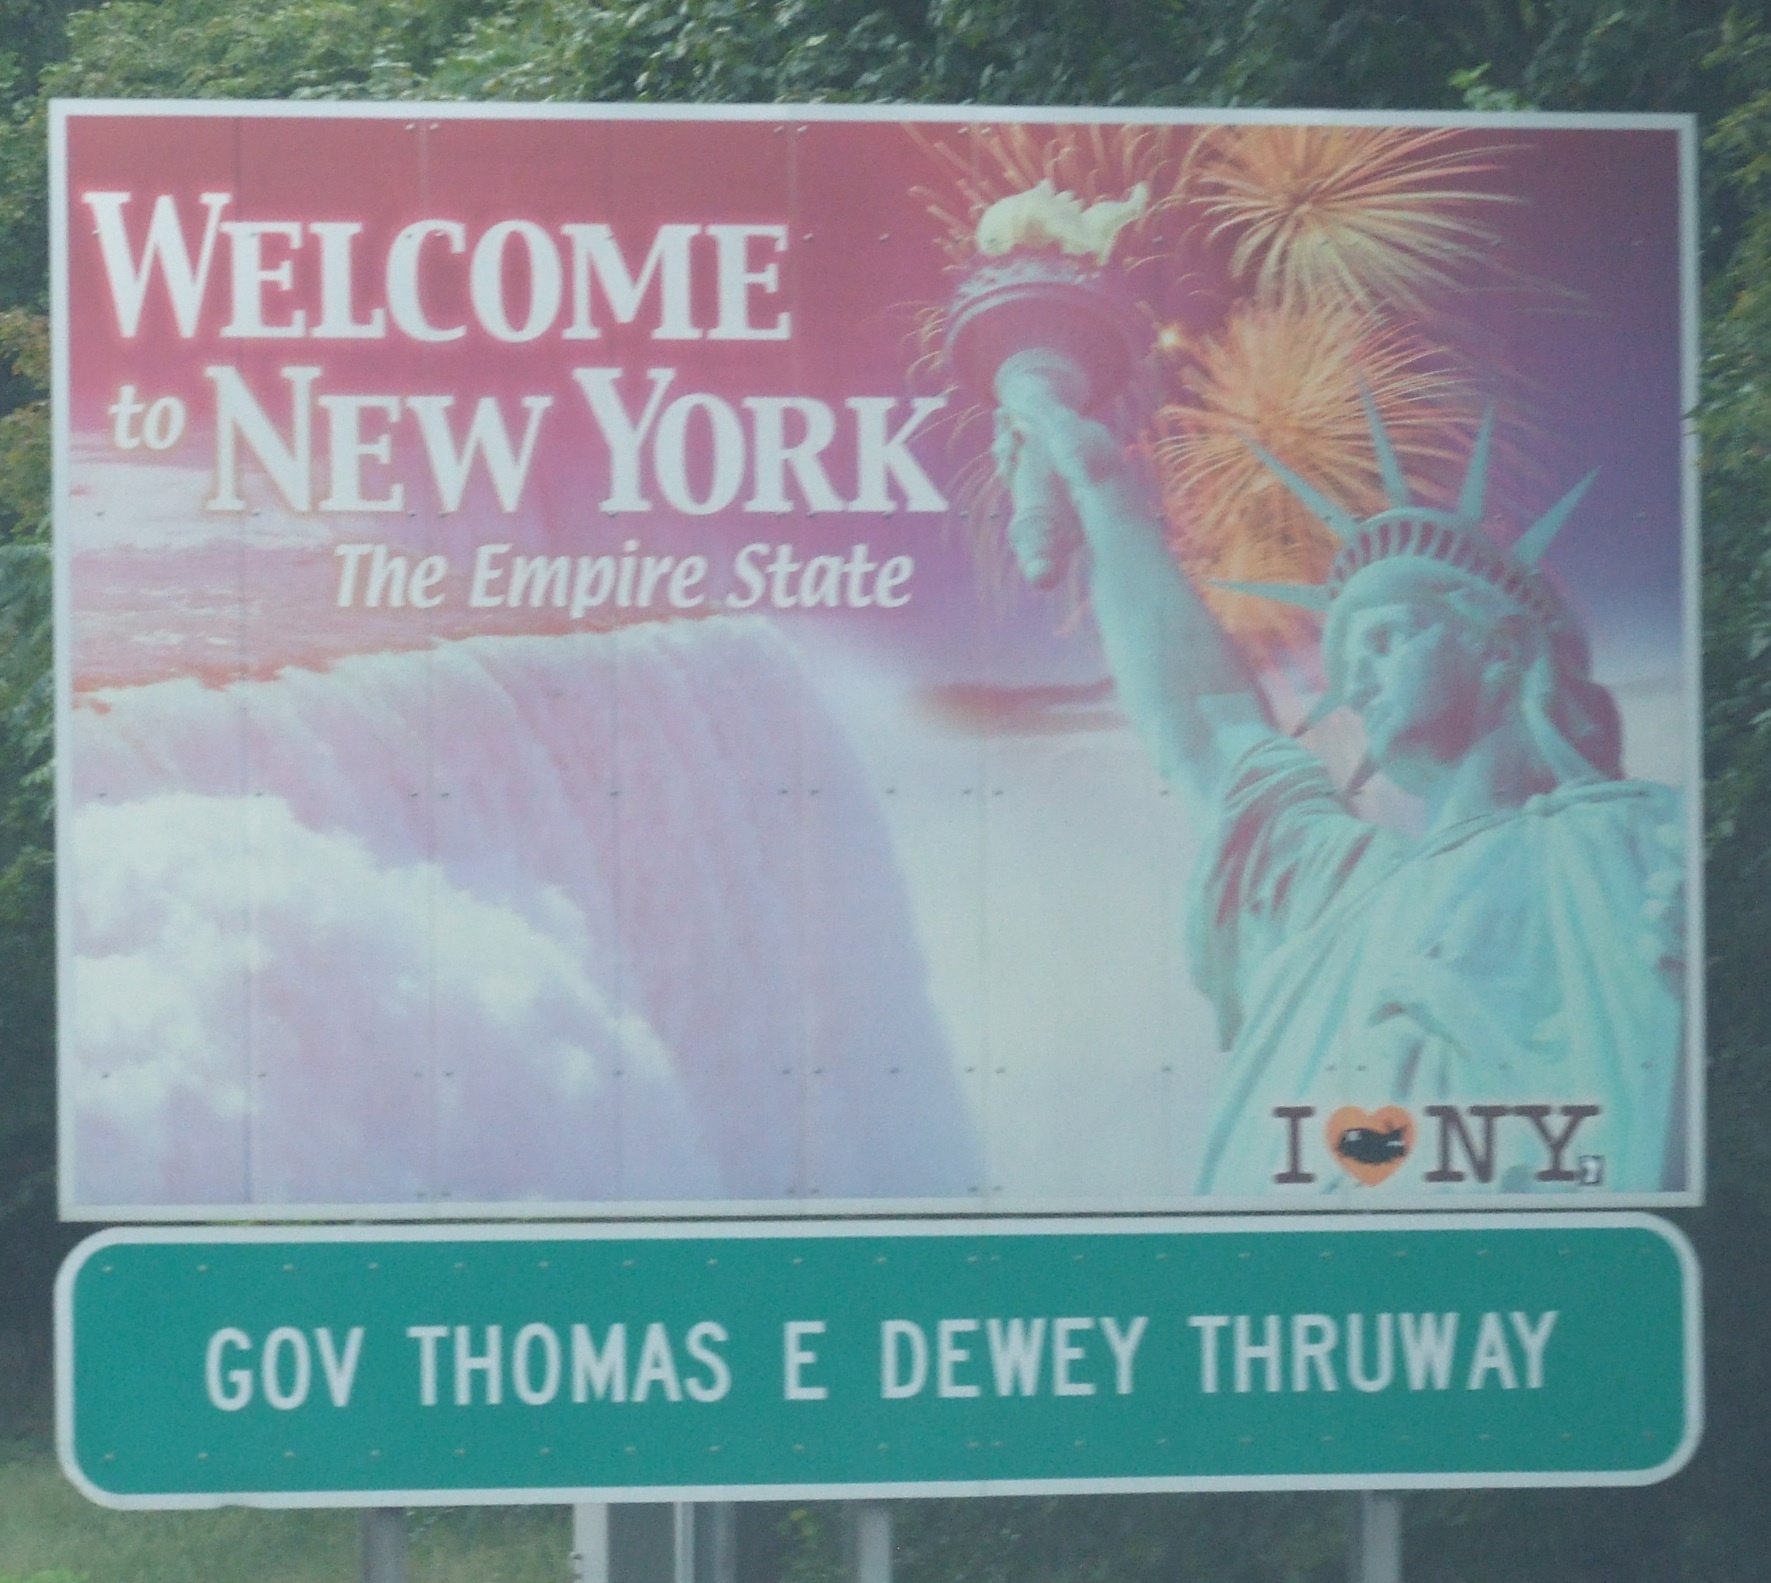 WELCOME
to NEW YORK
The Empire State
I NY
GOV THOMAS E DEWEY THRUWAY